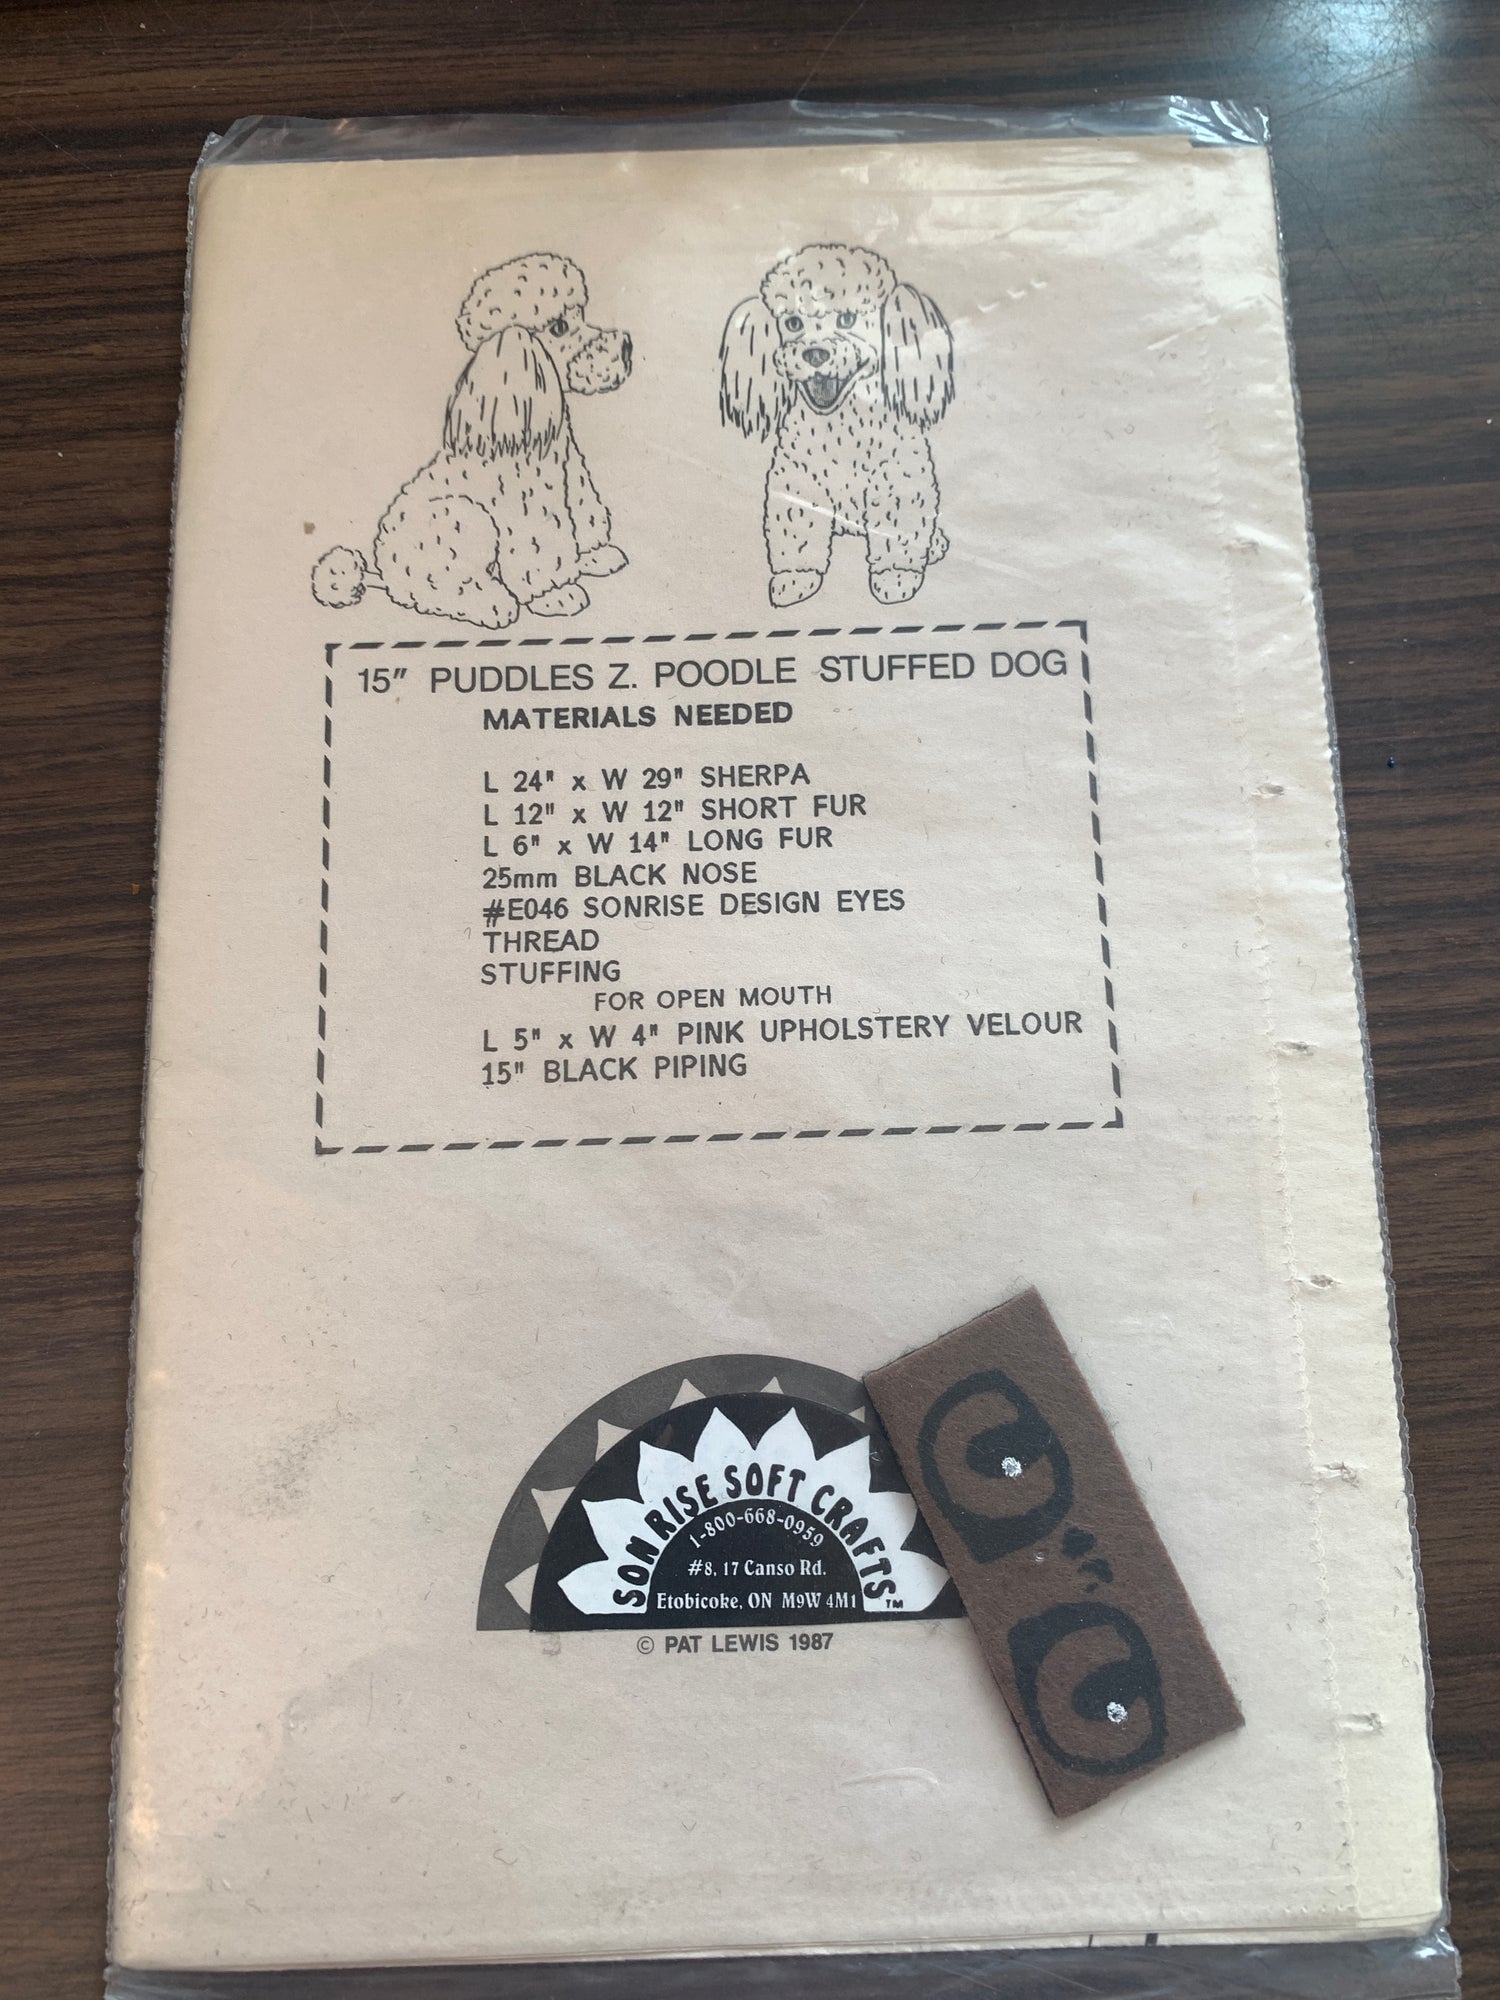 15" PUDDLES Z. POODLE STUFFED DOG
MATERIALS NEEDED
L 24" x W 29" SHERPA
L 12" x W 12" SHORT FUR
L 6" x W 14" LONG FUR
25mm BLACK NOSE
#E046 SONRISE DESIGN EYES
THREAD
STUFFING
FOR OPEN MOUTH
L 5" x W 4" PINK UPHOLSTERY VELOUR
15" BLACK PIPING
SON RISE SOFT CRAFTS™
1-800-668-0959
#8, 17 Canso Rd.
Etobicoke, ON M9W 4M1
© PAT LEWIS 1987